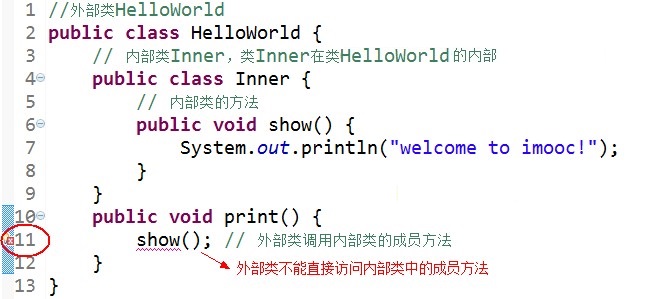 1 //外部类HelloWorld
2 public class HelloWorld {
3 // 内部类Inner，类Inner在类HelloWorld的内部
4 public class Inner {
5 // 内部类的方法
6 public void show() {
7 System.out.println("welcome to imooc!");
8 }
9 }
10 public void print() {
11 show(); // 外部类调用内部类的成员方法
12 } 外部类不能直接访问内部类中的成员方法
13 }